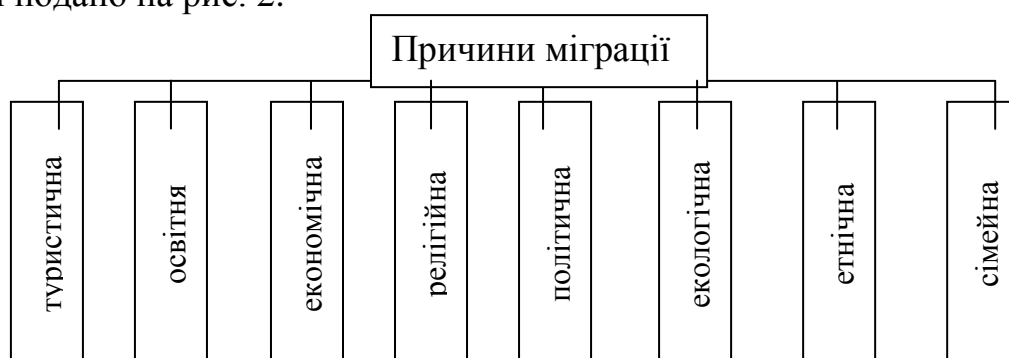 подано на рис. 2.
Причини міграції
туристична
освітня
економічна
релігійна
політична
екологічна
етнічна
сімейна